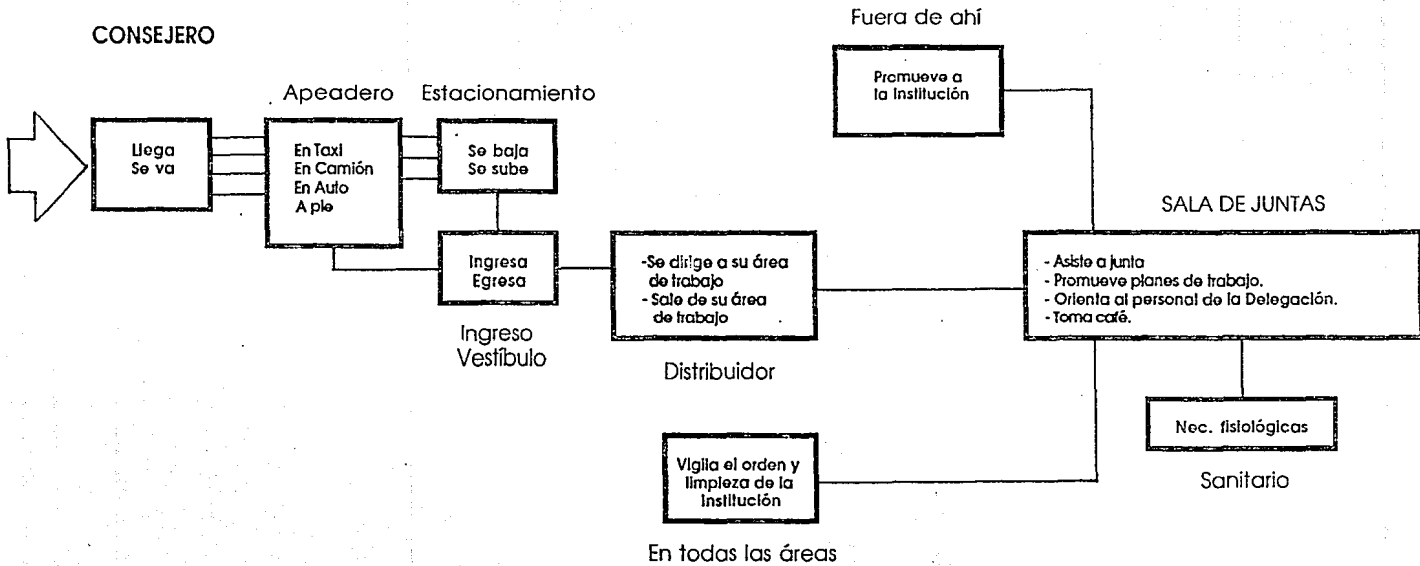 CONSEJERO
Llega
Se va
Apeadero
En Taxi
En Camión
En Auto
A pie
Estacionamiento
Se baja
Se sube
Ingresa
Egresa
Ingreso
Vestíbulo
-Se dirige a su área
de trabajo
- Sale de su área
de trabajo
Distribuidor
Fuera de ahí
Promueve a
la Institución
SALA DE JUNTAS
- Asiste a junta
- Promueve planes de trabajo.
- Orienta al personal de la Delegación.
- Toma café.
Nec. fisiológicas
Sanitario
Vigila el orden y
limpieza de la
Institución
En todas las áreas